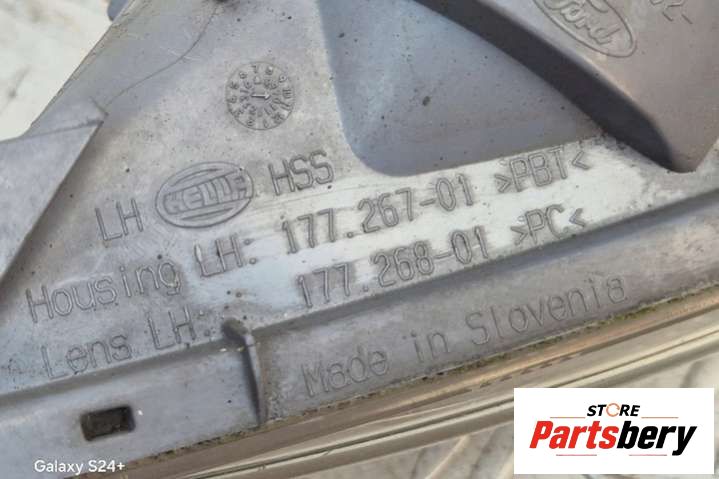 Ford
LH HELLA HSS
Housing LH: 177.267-01 >PBT<
Lens LH: 177.268-01 >PC<
Made in Slovenia
STORE
Partsbery
Galaxy S24+